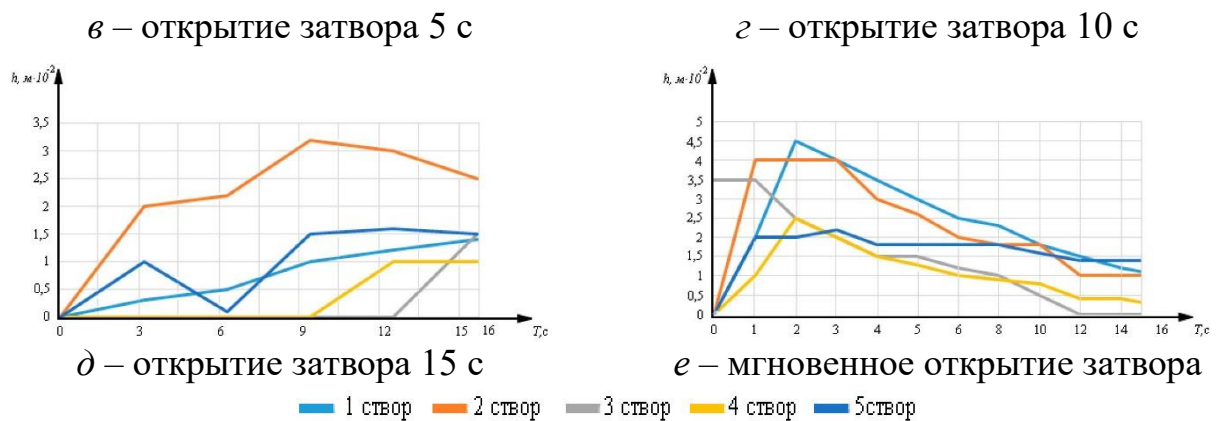 в – открытие затвора 5 с
г – открытие затвора 10 с
h, м·10⁻²
3,5
3
2,5
2
1,5
1
0,5
0
0 3 6 9 12 15 16 T,с
h, м·10⁻²
5
4,5
4
3,5
3
2,5
2
1,5
1
0,5
0
0 1 2 3 4 5 6 8 10 12 14 16 T,с
д – открытие затвора 15 с
е – мгновенное открытие затвора
1 створ 2 створ 3 створ 4 створ 5створ